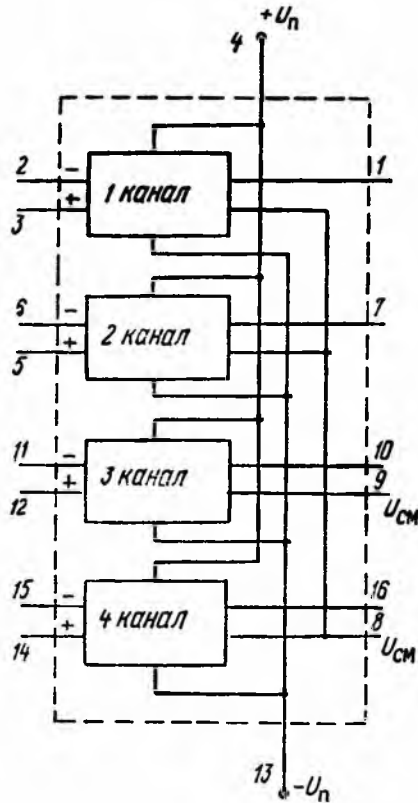 +Uп
4
2 − 1
3 + 1 канал
6 − 7
5 + 2 канал
11 − 10
12 + 3 канал 9
Uсм
15 − 16
14 + 4 канал 8
Uсм
13 −Uп